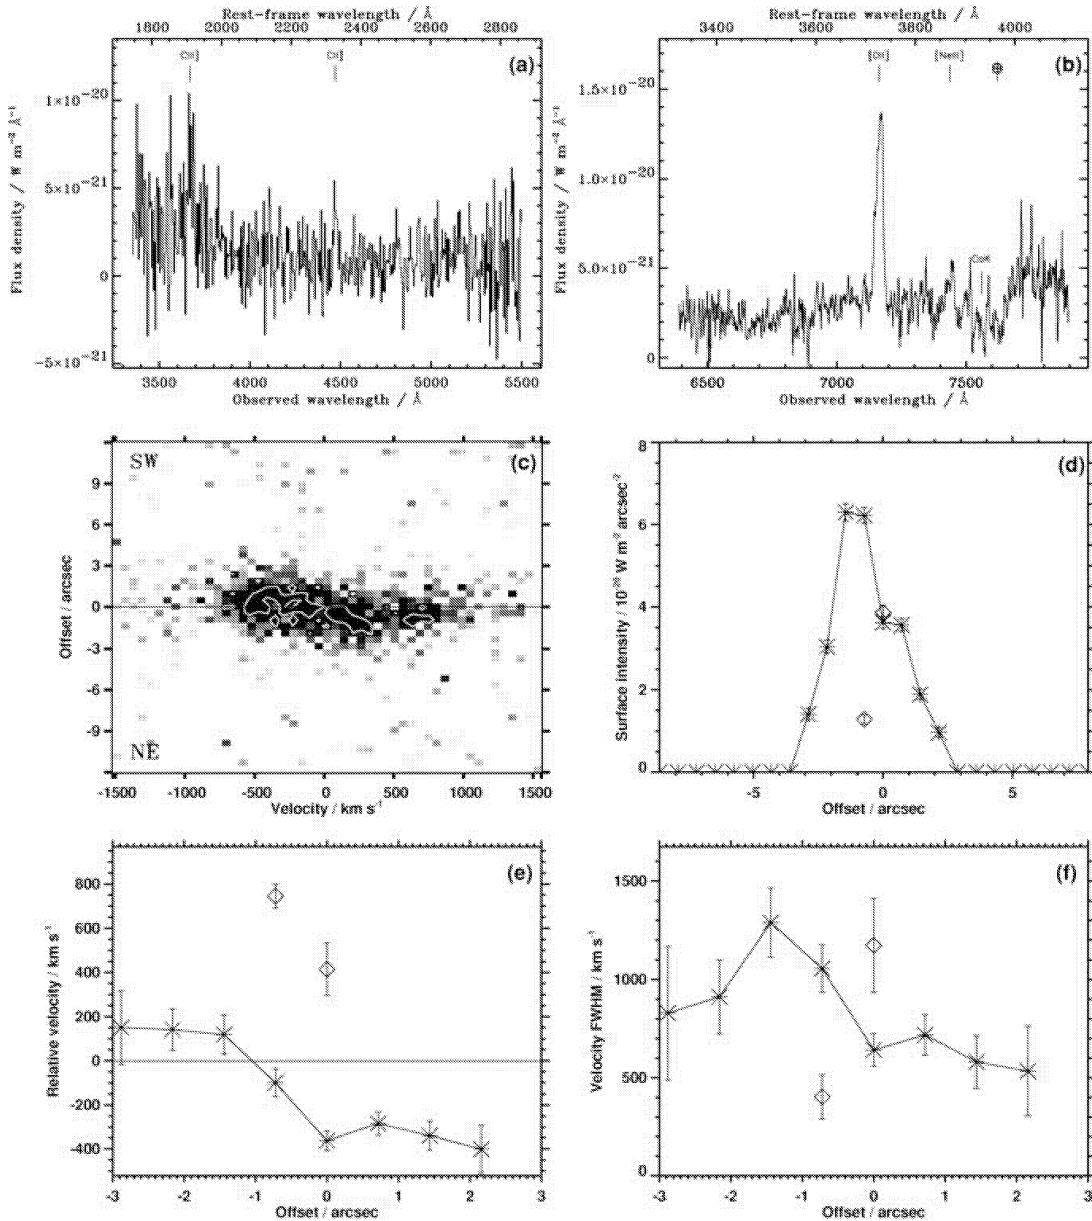 Rest-frame wavelength / Å
1800 1900 2000 2100 2200 2300 2400 2500 2600 2700 2800
CIII] CII] (a)
Flux density / W m⁻² Å⁻¹
1×10⁻²⁰
5×10⁻²¹
0
−5×10⁻²¹
3500 4000 4500 5000 5500
Observed wavelength / Å
Rest-frame wavelength / Å
3400 3600 3800 4000
[OII] [NeIII] ⊕ (b)
CaK
Flux density / W m⁻² Å⁻¹
1.5×10⁻²⁰
1.0×10⁻²⁰
5.0×10⁻²¹
0
6500 7000 7500
Observed wavelength / Å
SW (c)
Offset / arcsec
9
6
3
0
-3
-6
-9
NE
-1500 -1000 -500 0 500 1000 1500
Velocity / km s⁻¹
(d)
Surface intensity / 10⁻²⁰ W m⁻² arcsec⁻²
8
6
4
2
0
-5 0 5
Offset / arcsec
(e)
Relative velocity / km s⁻¹
800
600
400
200
0
-200
-400
-3 -2 -1 0 1 2 3
Offset / arcsec
(f)
Velocity FWHM / km s⁻¹
1500
1000
500
0
-3 -2 -1 0 1 2 3
Offset / arcsec